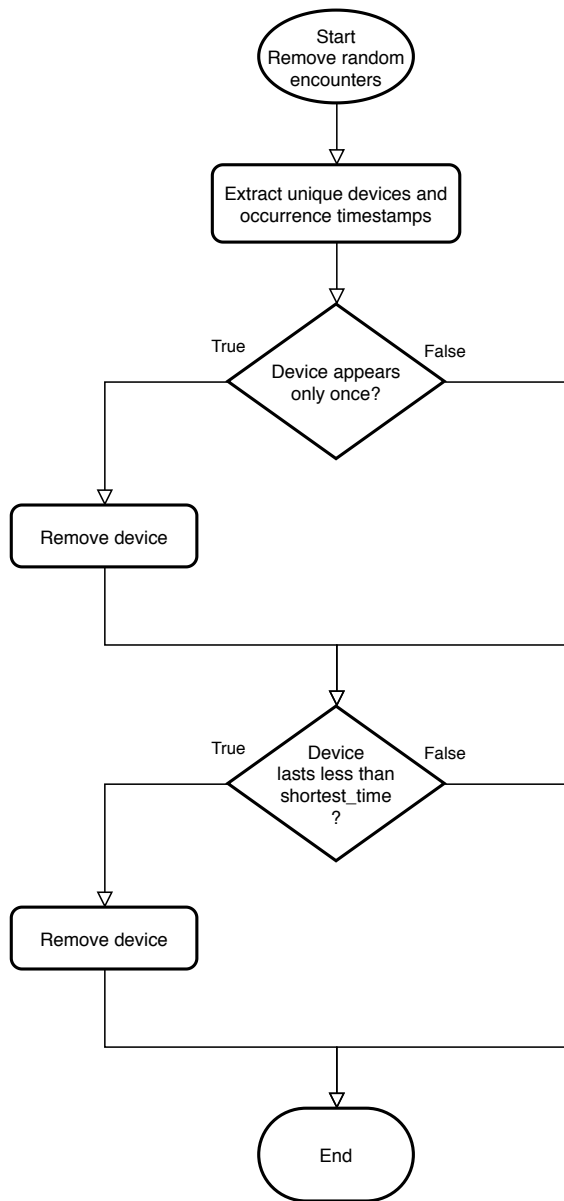 Start
Remove random
encounters
Extract unique devices and
occurrence timestamps
True
False
Device appears
only once?
Remove device
True
False
Device
lasts less than
shortest_time
?
Remove device
End